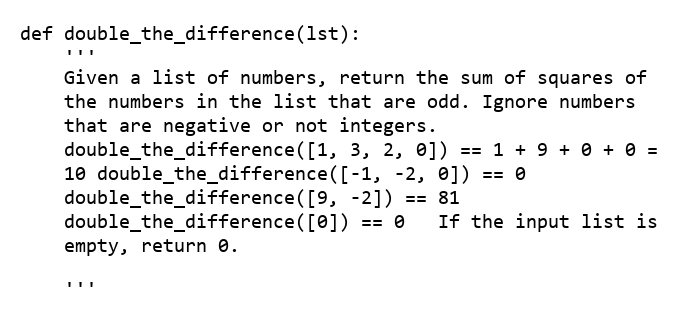 def double_the_difference(lst):
    '''
    Given a list of numbers, return the sum of squares of
    the numbers in the list that are odd. Ignore numbers
    that are negative or not integers.
    double_the_difference([1, 3, 2, 0]) == 1 + 9 + 0 + 0 =
    10 double_the_difference([-1, -2, 0]) == 0
    double_the_difference([9, -2]) == 81
    double_the_difference([0]) == 0   If the input list is
    empty, return 0.
    '''